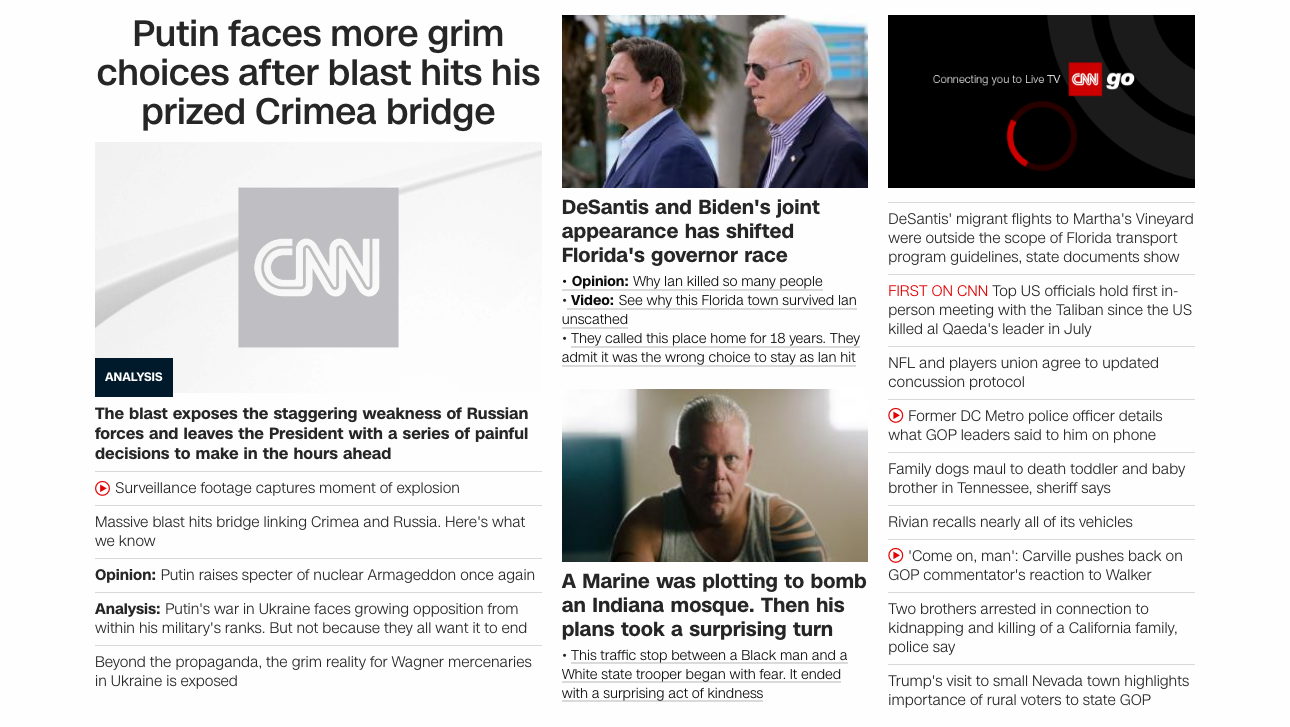 Putin faces more grim
choices after blast hits his
prized Crimea bridge
CNN
ANALYSIS
The blast exposes the staggering weakness of Russian
forces and leaves the President with a series of painful
decisions to make in the hours ahead
Surveillance footage captures moment of explosion
Massive blast hits bridge linking Crimea and Russia. Here's what
we know
Opinion: Putin raises specter of nuclear Armageddon once again
Analysis: Putin's war in Ukraine faces growing opposition from
within his military's ranks. But not because they all want it to end
Beyond the propaganda, the grim reality for Wagner mercenaries
in Ukraine is exposed
DeSantis and Biden's joint
appearance has shifted
Florida's governor race
• Opinion: Why Ian killed so many people
• Video: See why this Florida town survived Ian
unscathed
• They called this place home for 18 years. They
admit it was the wrong choice to stay as Ian hit
A Marine was plotting to bomb
an Indiana mosque. Then his
plans took a surprising turn
• This traffic stop between a Black man and a
White state trooper began with fear. It ended
with a surprising act of kindness
Connecting you to Live TV CNN go
DeSantis' migrant flights to Martha's Vineyard
were outside the scope of Florida transport
program guidelines, state documents show
FIRST ON CNN Top US officials hold first in-
person meeting with the Taliban since the US
killed al Qaeda's leader in July
NFL and players union agree to updated
concussion protocol
Former DC Metro police officer details
what GOP leaders said to him on phone
Family dogs maul to death toddler and baby
brother in Tennessee, sheriff says
Rivian recalls nearly all of its vehicles
'Come on, man': Carville pushes back on
GOP commentator's reaction to Walker
Two brothers arrested in connection to
kidnapping and killing of a California family,
police say
Trump's visit to small Nevada town highlights
importance of rural voters to state GOP